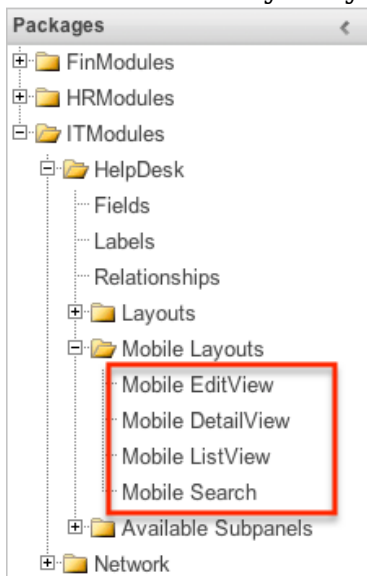 Packages
FinModules
HRModules
ITModules
HelpDesk
Fields
Labels
Relationships
Layouts
Mobile Layouts
Mobile EditView
Mobile DetailView
Mobile ListView
Mobile Search
Available Subpanels
Network